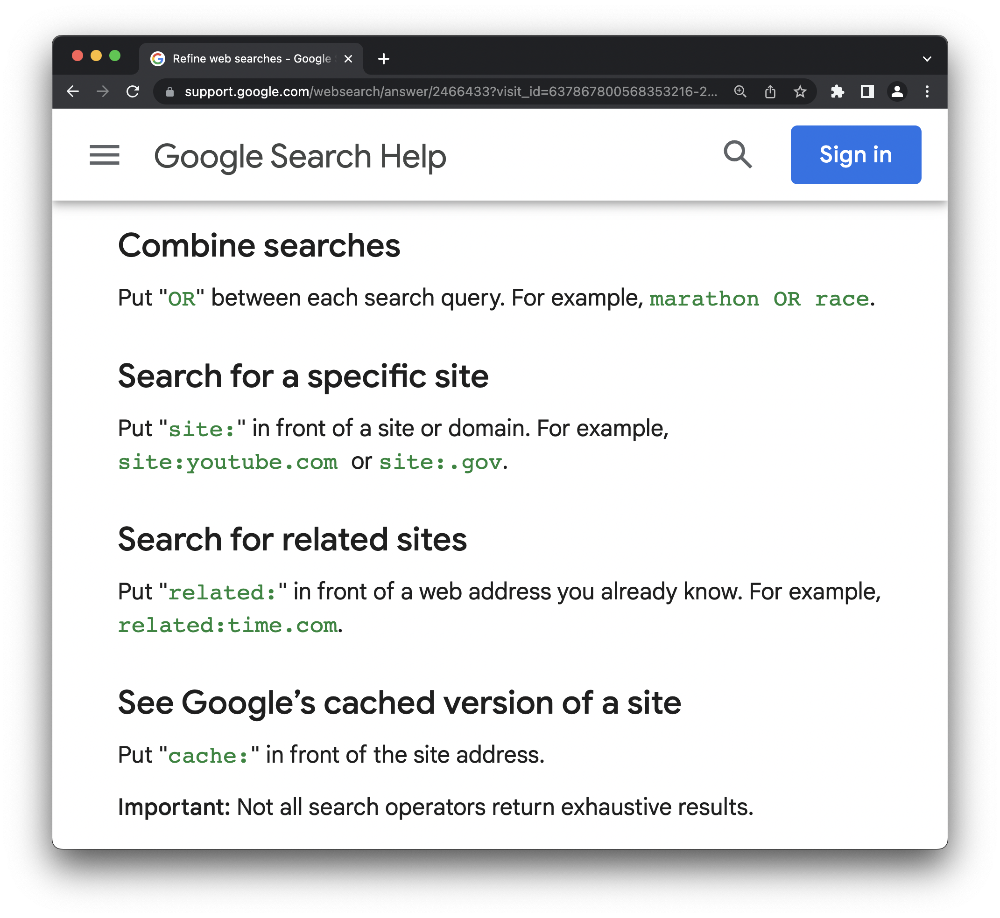 Refine web searches - Google
support.google.com/websearch/answer/2466433?visit_id=637867800568353216-2...
Google Search Help
Sign in
Combine searches
Put "OR" between each search query. For example, marathon OR race.
Search for a specific site
Put "site:" in front of a site or domain. For example,
site:youtube.com or site:.gov.
Search for related sites
Put "related:" in front of a web address you already know. For example,
related:time.com.
See Google’s cached version of a site
Put "cache:" in front of the site address.
Important: Not all search operators return exhaustive results.